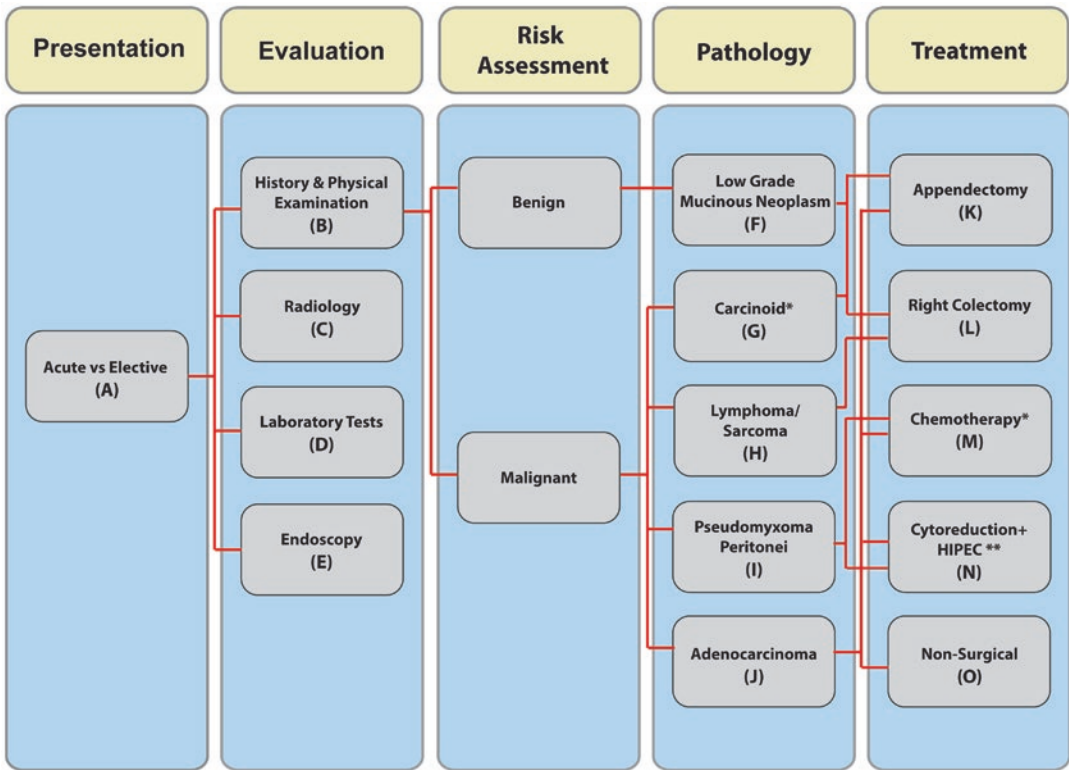 Presentation
Evaluation
Risk
Assessment
Pathology
Treatment
Acute vs Elective
(A)
History & Physical
Examination
(B)
Radiology
(C)
Laboratory Tests
(D)
Endoscopy
(E)
Benign
Malignant
Low Grade
Mucinous Neoplasm
(F)
Carcinoid*
(G)
Lymphoma/
Sarcoma
(H)
Pseudomyxoma
Peritonei
(I)
Adenocarcinoma
(J)
Appendectomy
(K)
Right Colectomy
(L)
Chemotherapy*
(M)
Cytoreduction+
HIPEC **
(N)
Non-Surgical
(O)